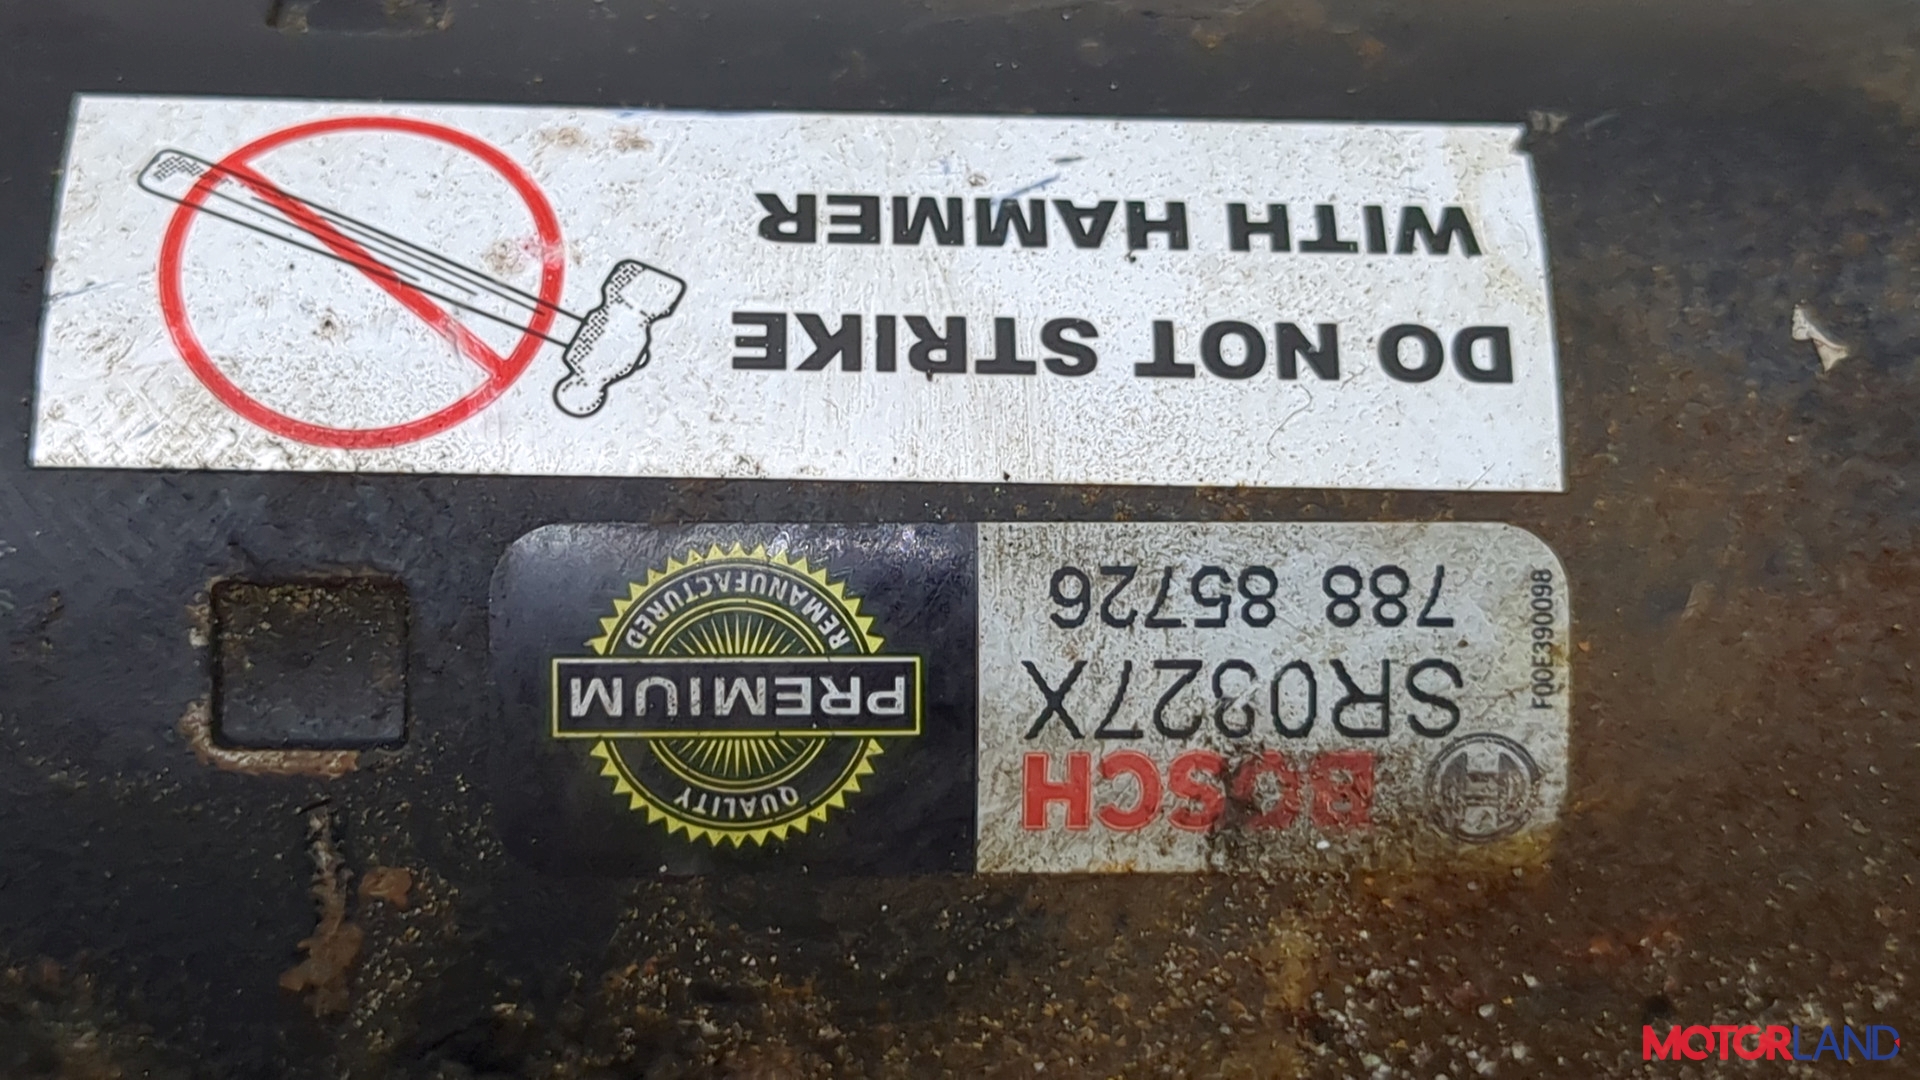 BOSCH
SR0327X
788 85726
F00E390098
QUALITY
PREMIUM
REMANUFACTURED
DO NOT STRIKE
WITH HAMMER
MOTORLAND